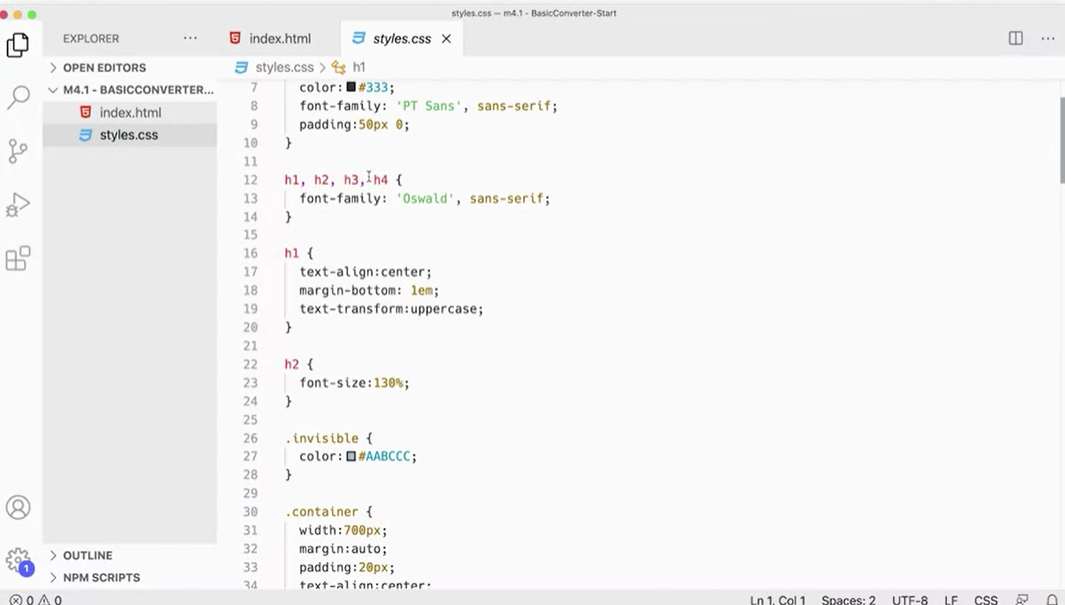 styles.css — m4.1 - BasicConverter-Start
EXPLORER ···
index.html
styles.css ×
···
OPEN EDITORS
styles.css > h1
M4.1 - BASICCONVERTER...
index.html
styles.css
7 color: #333;
8 font-family: 'PT Sans', sans-serif;
9 padding:50px 0;
10 }
11
12 h1, h2, h3, h4 {
13 font-family: 'Oswald', sans-serif;
14 }
15
16 h1 {
17 text-align:center;
18 margin-bottom: 1em;
19 text-transform:uppercase;
20 }
21
22 h2 {
23 font-size:130%;
24 }
25
26 .invisible {
27 color: #AABCCC;
28 }
29
30 .container {
31 width:700px;
32 margin:auto;
33 padding:20px;
34 text-align:center;
OUTLINE
1
NPM SCRIPTS
0 0
Ln 1, Col 1 Spaces: 2 UTF-8 LF CSS